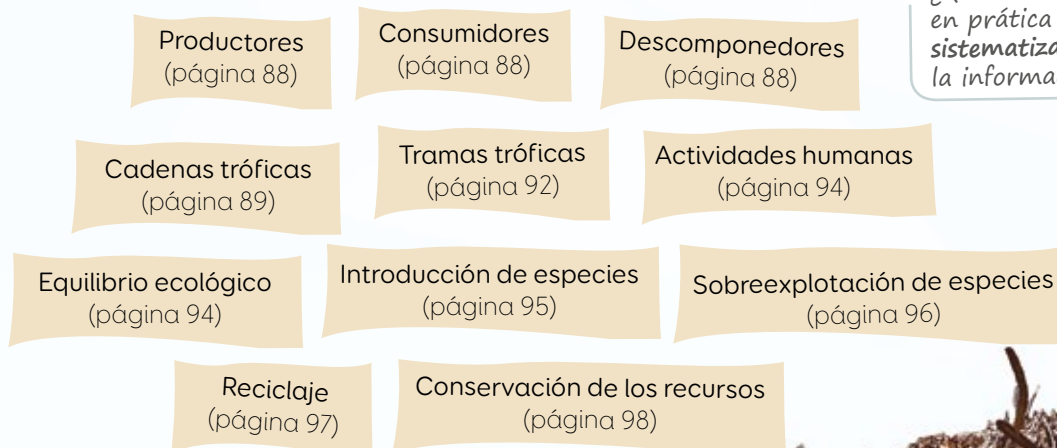 en prática
sistematiza
la informa
Productores
(página 88)
Consumidores
(página 88)
Descomponedores
(página 88)
Cadenas tróficas
(página 89)
Tramas tróficas
(página 92)
Actividades humanas
(página 94)
Equilibrio ecológico
(página 94)
Introducción de especies
(página 95)
Sobreexplotación de especies
(página 96)
Reciclaje
(página 97)
Conservación de los recursos
(página 98)